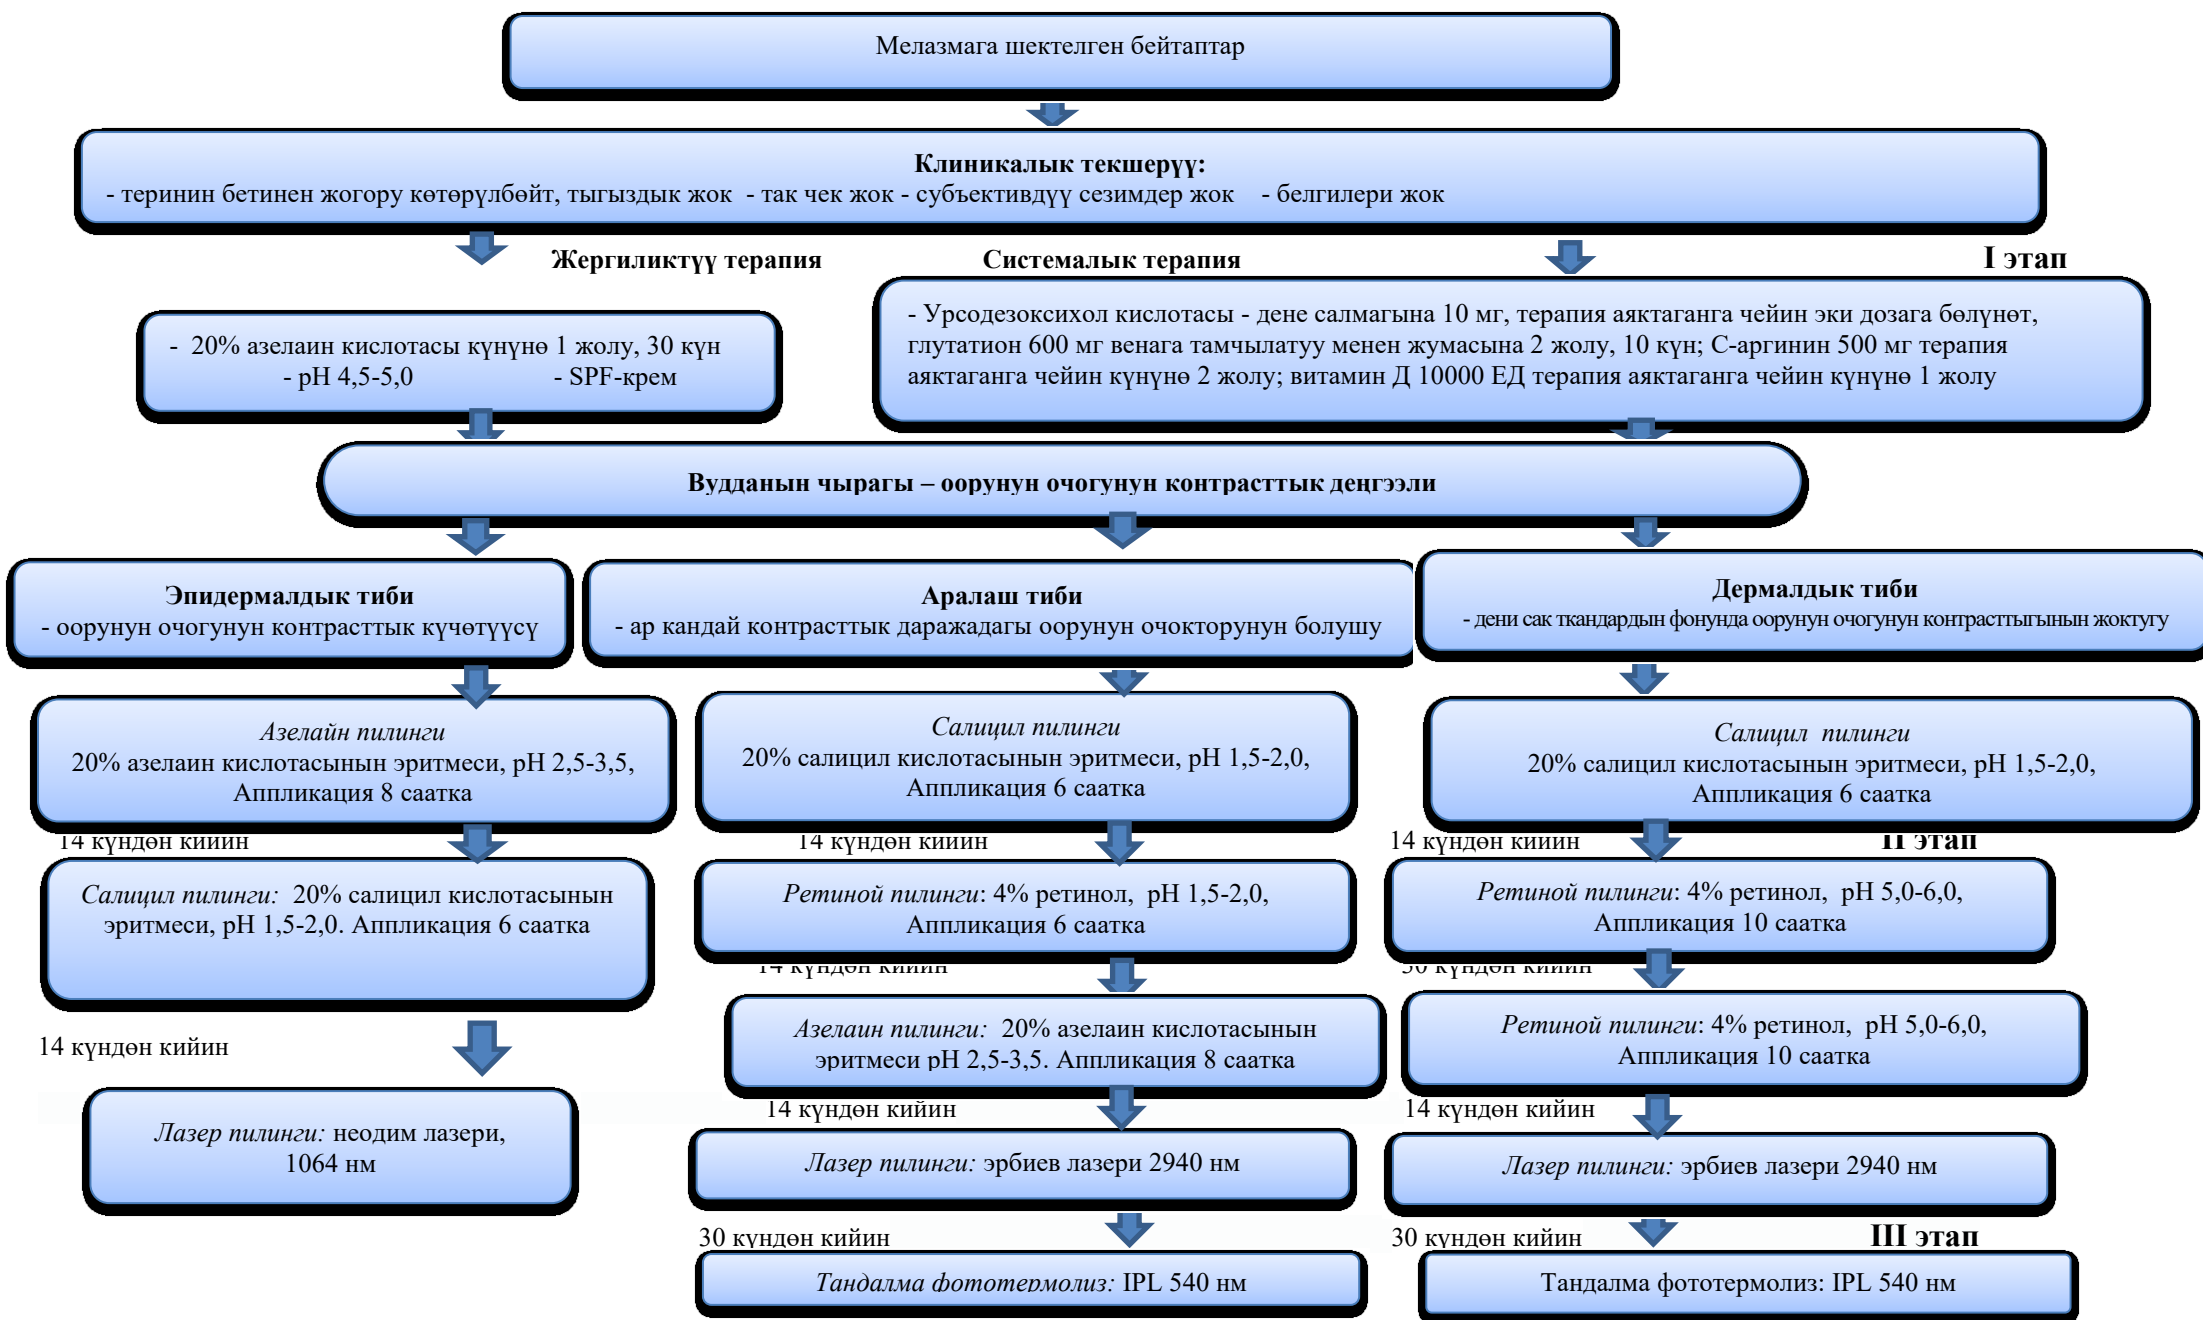 Мелазмага шектелген бейтаптар
Клиникалык текшерүү:
- теринин бетинен жогору көтөрүлбөйт, тыгыздык жок - так чек жок - субъективдүү сезимдер жок - белгилери жок
Жергиликтүү терапия
Системалык терапия
I этап
- 20% азелаин кислотасы күнүнө 1 жолу, 30 күн
- pH 4,5-5,0 - SPF-крем
- Урсодезоксихол кислотасы - дене салмагына 10 мг, терапия аяктаганга чейин эки дозага бөлүнөт,
глутатион 600 мг венага тамчылатуу менен жумасына 2 жолу, 10 күн; С-аргинин 500 мг терапия
аяктаганга чейин күнүнө 2 жолу; витамин Д 10000 ЕД терапия аяктаганга чейин күнүнө 1 жолу
Вудданын чырагы – оорунун очогунун контрасттык деңгээли
Эпидермалдык тиби
- оорунун очогунун контрасттык күчөтүүсү
Аралаш тиби
- ар кандай контрасттык даражадагы оорунун очокторунун болушу
Дермалдык тиби
- дени сак ткандардын фонунда оорунун очогунун контрасттыгынын жоктугу
Азелайн пилинги
20% азелаин кислотасынын эритмеси, pH 2,5-3,5,
Аппликация 8 саатка
Салицил пилинги
20% салицил кислотасынын эритмеси, pH 1,5-2,0,
Аппликация 6 саатка
Салицил пилинги
20% салицил кислотасынын эритмеси, pH 1,5-2,0,
Аппликация 6 саатка
14 күндөн кийин
14 күндөн кийин
14 күндөн кийин
II этап
Салицил пилинги: 20% салицил кислотасынын
эритмеси, pH 1,5-2,0. Аппликация 6 саатка
Ретиной пилинги: 4% ретинол, pH 1,5-2,0,
Аппликация 6 саатка
Ретиной пилинги: 4% ретинол, pH 5,0-6,0,
Аппликация 10 саатка
14 күндөн кийин
30 күндөн кийин
14 күндөн кийин
Азелаин пилинги: 20% азелаин кислотасынын
эритмеси pH 2,5-3,5. Аппликация 8 саатка
Ретиной пилинги: 4% ретинол, pH 5,0-6,0,
Аппликация 10 саатка
14 күндөн кийин
14 күндөн кийин
Лазер пилинги: неодим лазери,
1064 нм
Лазер пилинги: эрбиев лазери 2940 нм
Лазер пилинги: эрбиев лазери 2940 нм
30 күндөн кийин
30 күндөн кийин
III этап
Тандалма фототермолиз: IPL 540 нм
Тандалма фототермолиз: IPL 540 нм